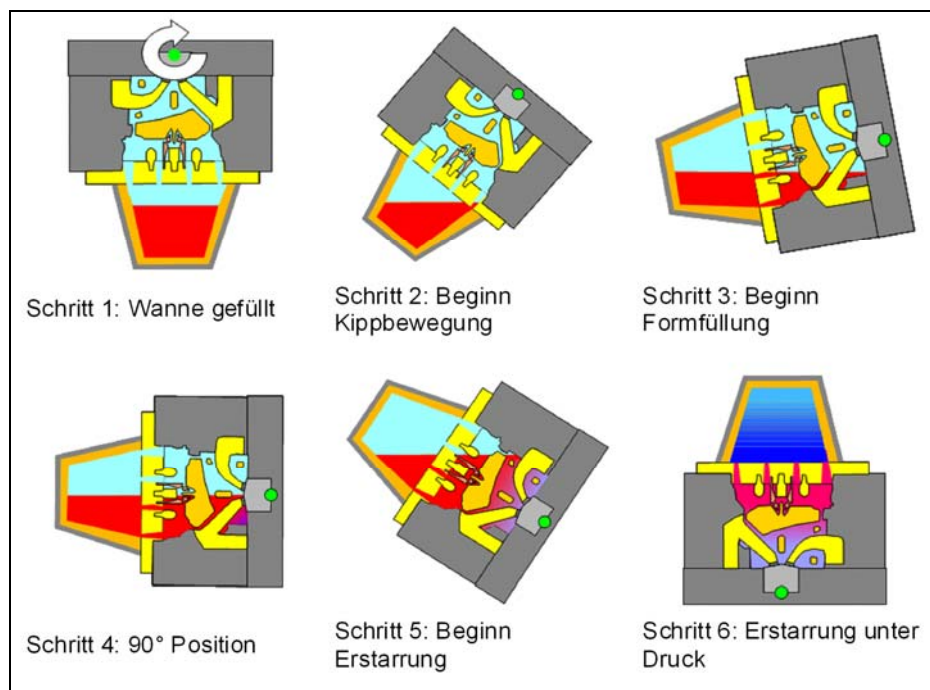 Schritt 1: Wanne gefüllt
Schritt 2: Beginn
Kippbewegung
Schritt 3: Beginn
Formfüllung
Schritt 4: 90° Position
Schritt 5: Beginn
Erstarrung
Schritt 6: Erstarrung unter
Druck